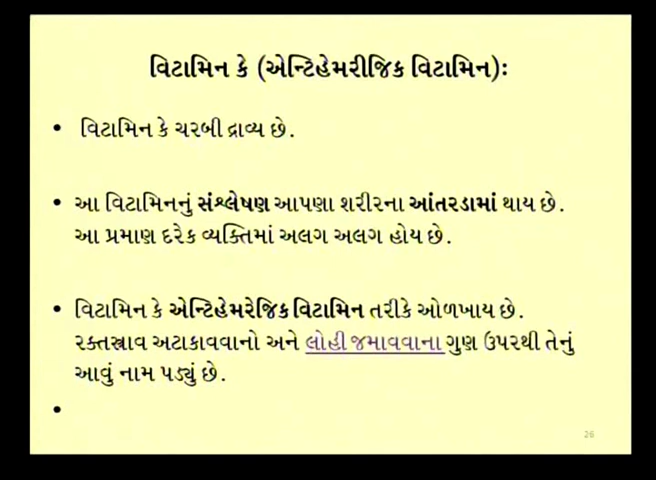 વિટામિન કે (એન્ટિહેમરીજિક વિટામિન):
• વિટામિન કે ચરબી દ્રાવ્ય છે.
• આ વિટામિનનું સંશ્લેષણ આપણા શરીરના આંતરડામાં થાય છે.
આ પ્રમાણ દરેક વ્યક્તિમાં અલગ અલગ હોય છે.
• વિટામિન કે એન્ટિહેમરેજિક વિટામિન તરીકે ઓળખાય છે.
રક્તસ્ત્રાવ અટાકાવવાનો અને લોહી જમાવવાના ગુણ ઉપરથી તેનું
આવું નામ પડ્યું છે.
•
26